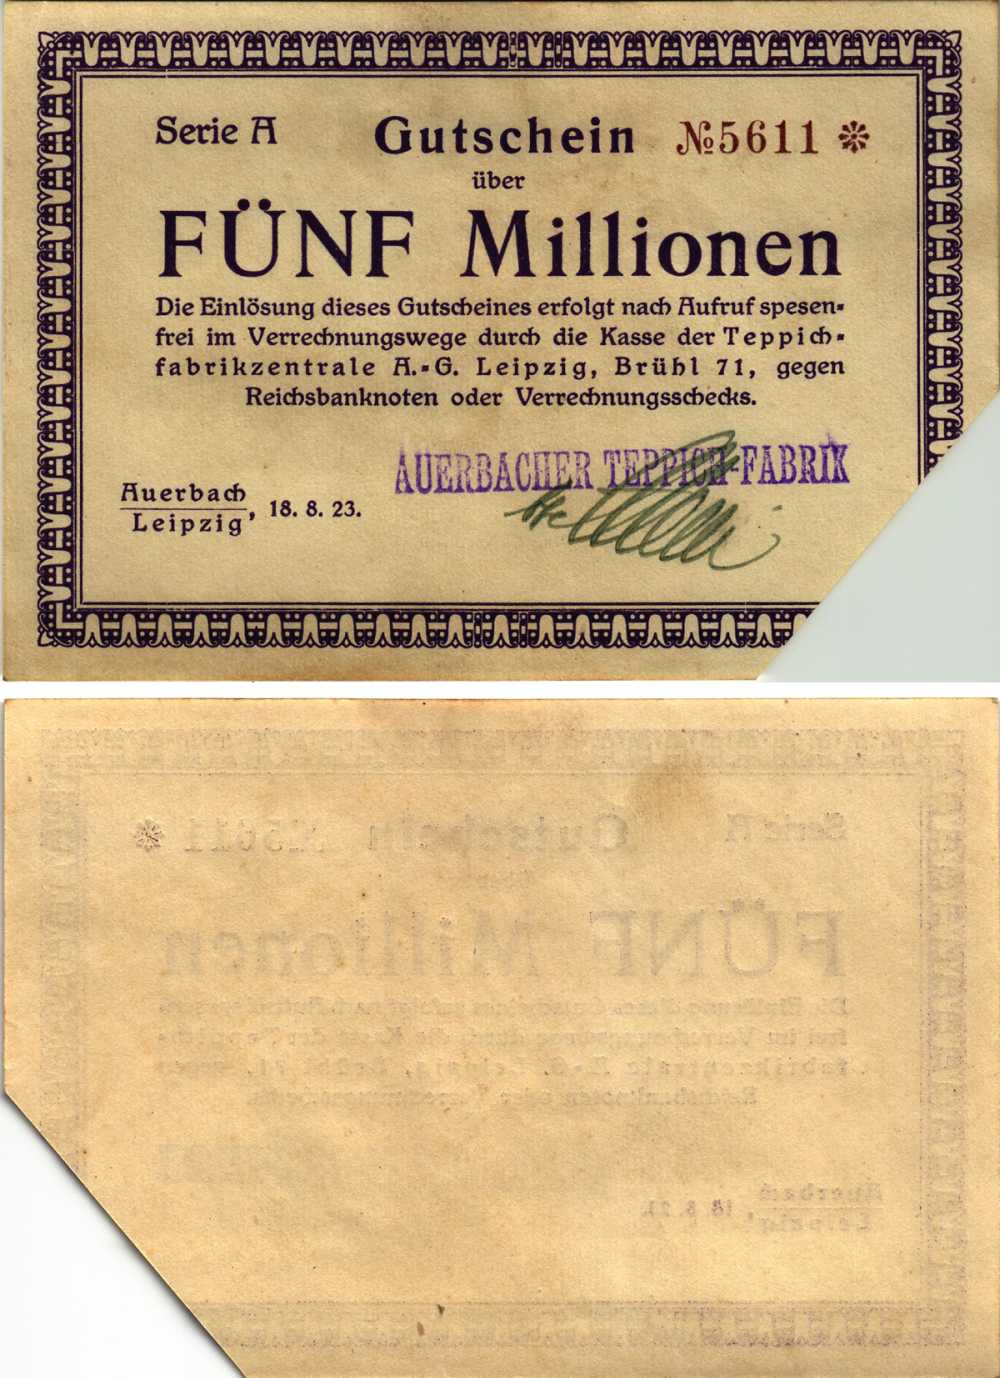 Serie A Gutschein №5611 *
über
FÜNF Millionen
Die Einlösung dieses Gutscheines erfolgt nach Aufruf spesen-
frei im Verrechnungswege durch die Kasse der Teppich-
fabrikzentrale A.-G. Leipzig, Brühl 71, gegen
Reichsbanknoten oder Verrechnungsschecks.
AUERBACHER TEPPICH-FABRIK
Auerbach
Leipzig, 18. 8. 23.